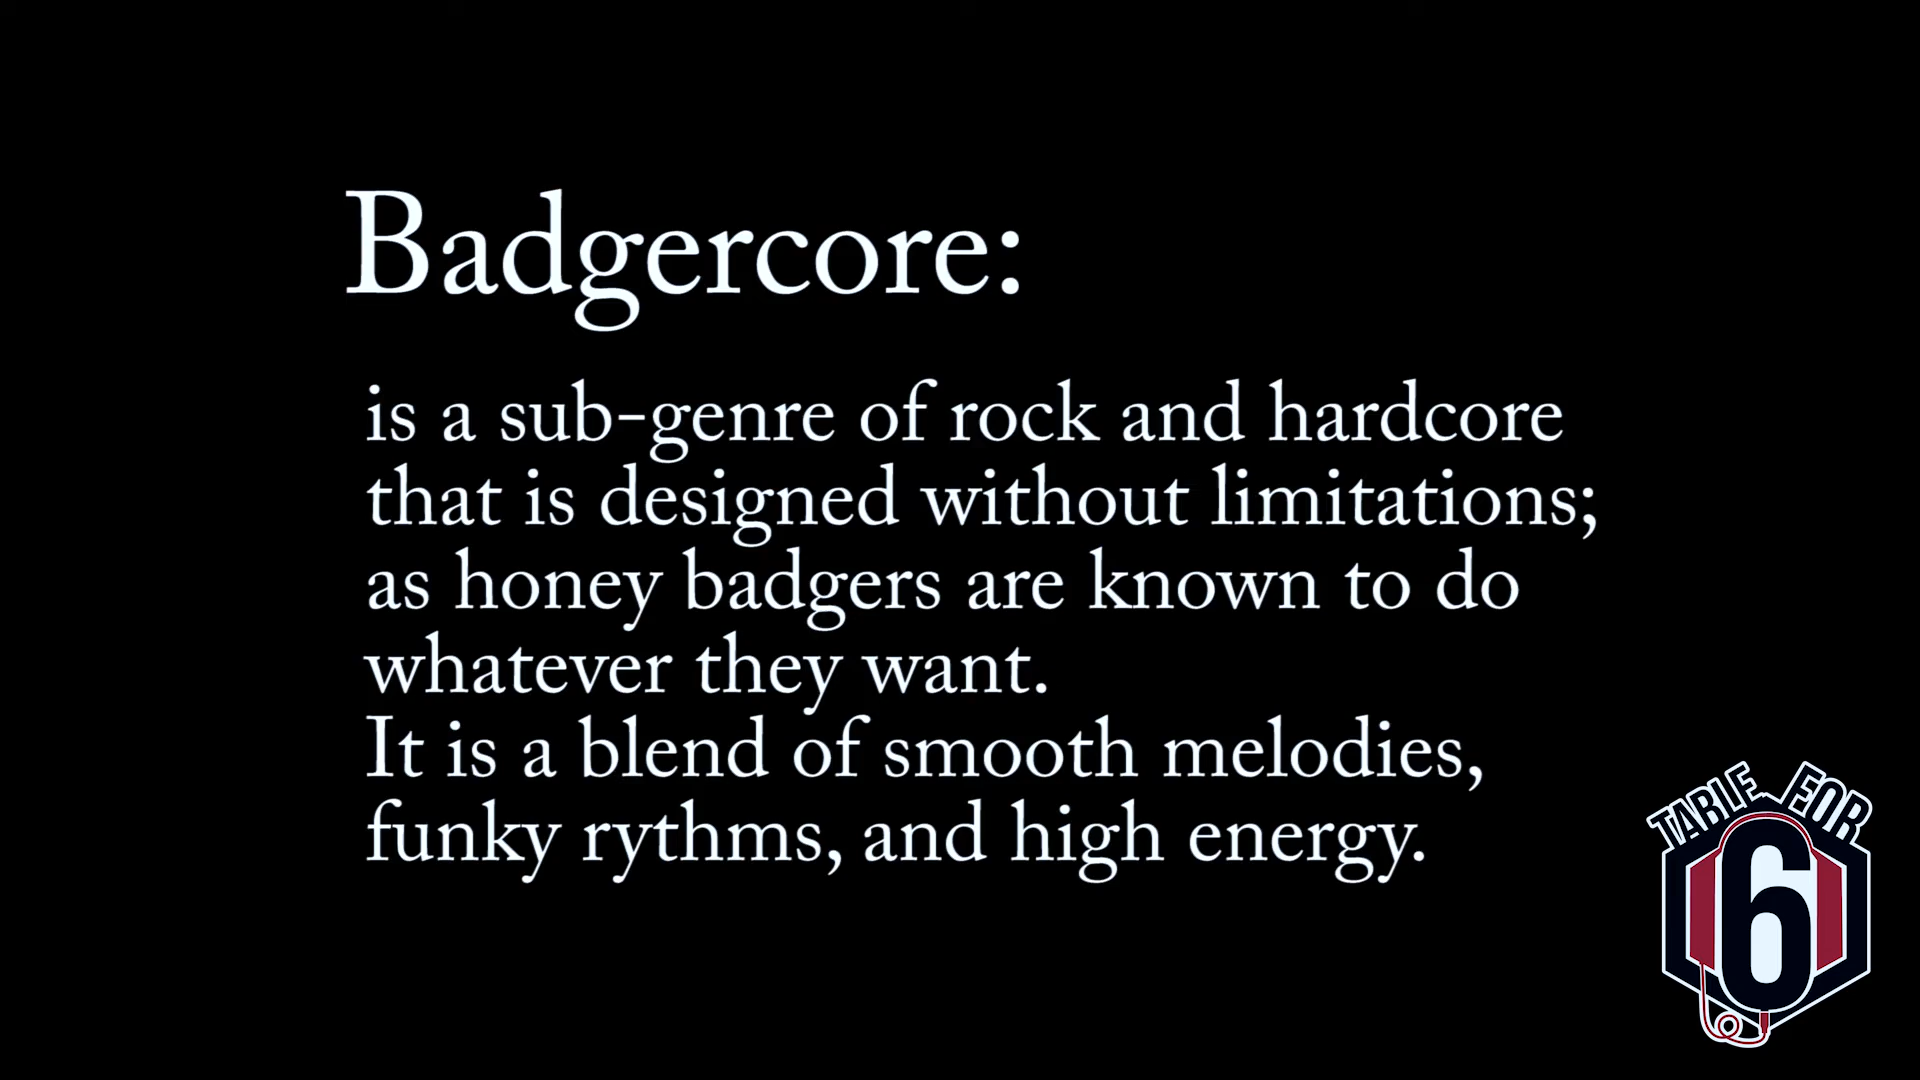 Badgercore:
is a sub-genre of rock and hardcore
that is designed without limitations;
as honey badgers are known to do
whatever they want.
It is a blend of smooth melodies,
funky rythms, and high energy.
TABLE FOR
6